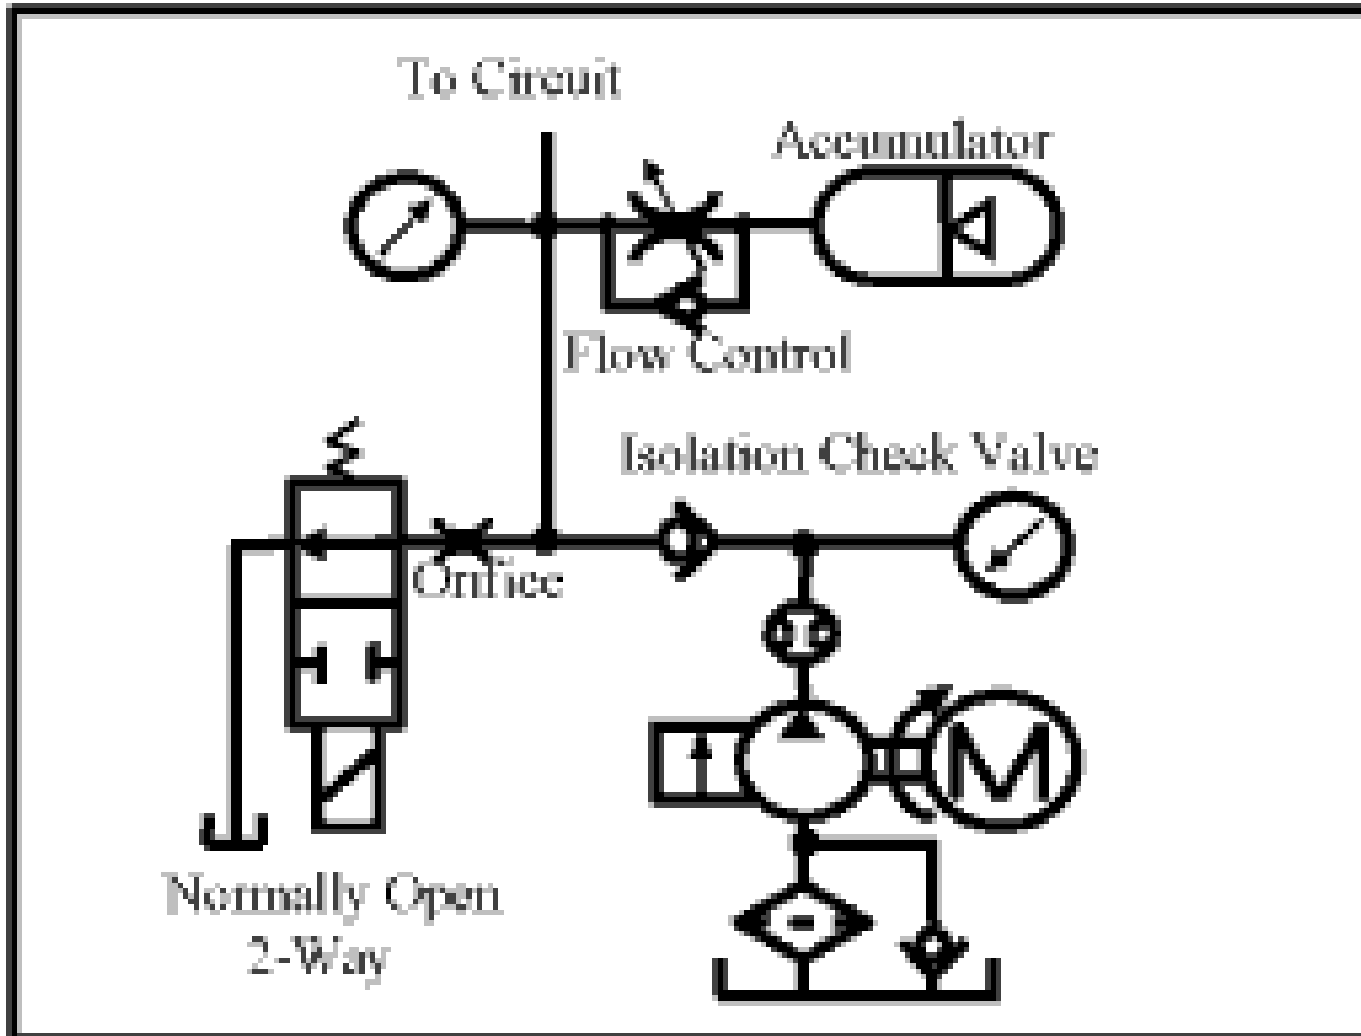 To Circuit
Accumulator
Flow Control
Isolation Check Valve
Orifice
M
Normally Open
2-Way